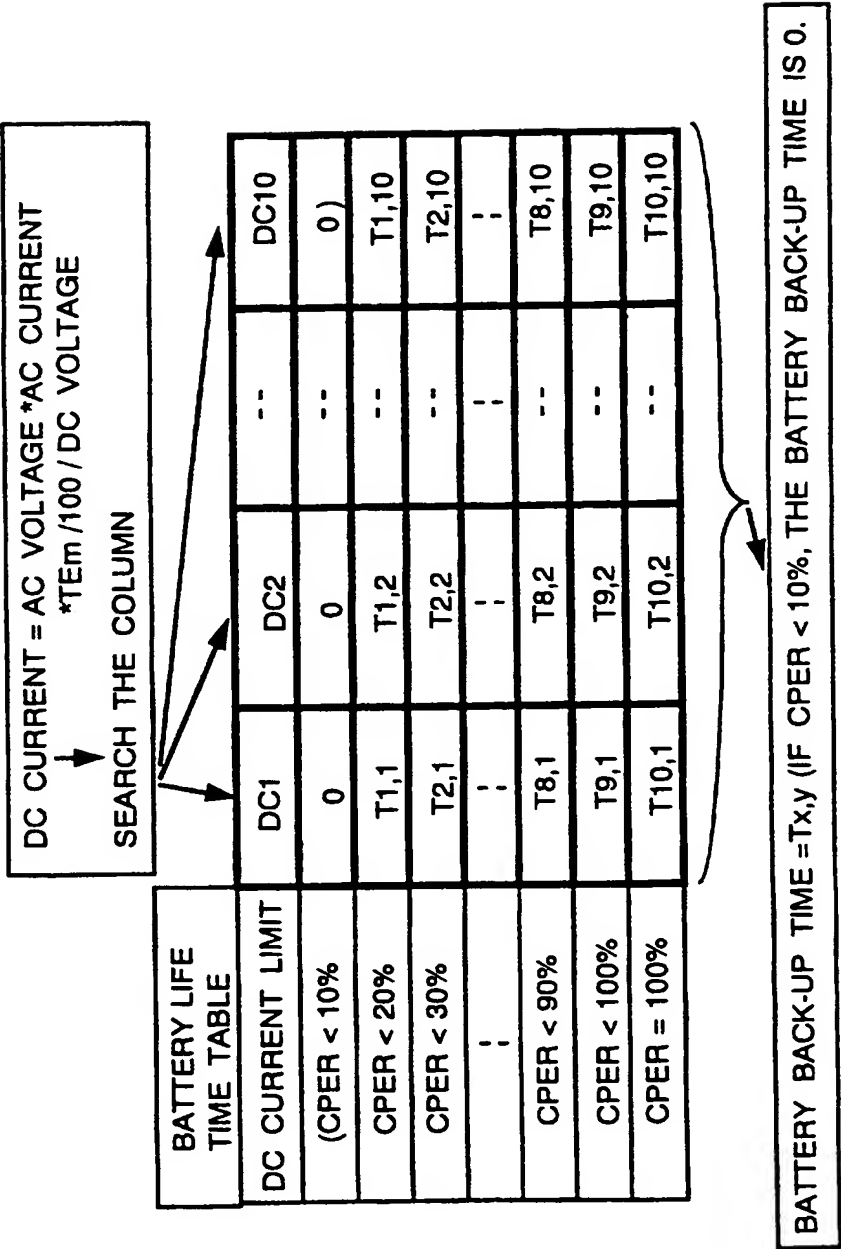 DC CURRENT = AC VOLTAGE *AC CURRENT
*TEm /100 / DC VOLTAGE
SEARCH THE COLUMN
BATTERY LIFE
TIME TABLE
DC CURRENT LIMIT DC1 DC2 -- DC10
(CPER < 10% 0 0 -- 0)
CPER < 20% T1,1 T1,2 -- T1,10
CPER < 30% T2,1 T2,2 -- T2,10
-- -- -- -- --
CPER < 90% T8,1 T8,2 -- T8,10
CPER < 100% T9,1 T9,2 -- T9,10
CPER = 100% T10,1 T10,2 -- T10,10
BATTERY BACK-UP TIME =Tx,y (IF CPER < 10%, THE BATTERY BACK-UP TIME IS 0.